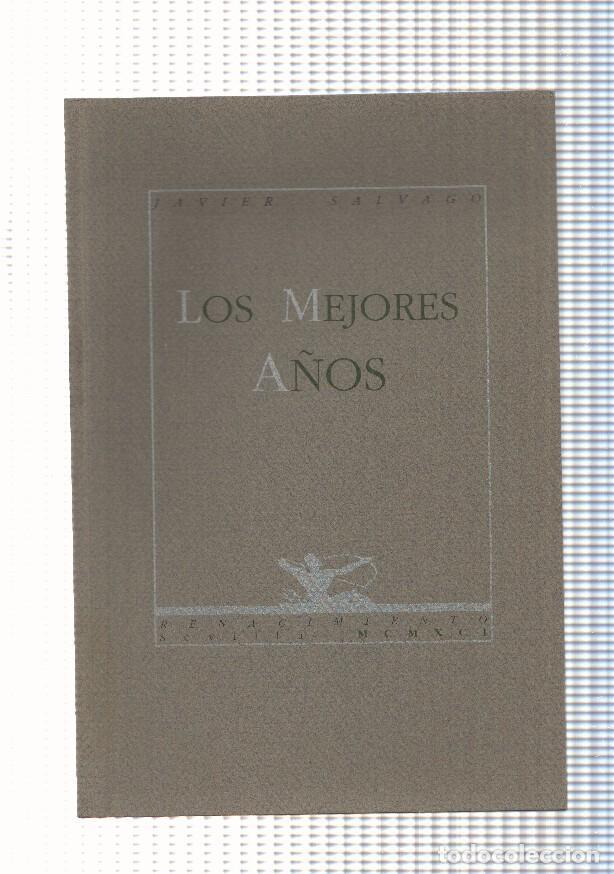 JAVIER SALVAGO
LOS MEJORES
AÑOS
RENACIMIENTO
Sevilla MCMXCI
todocoleccion